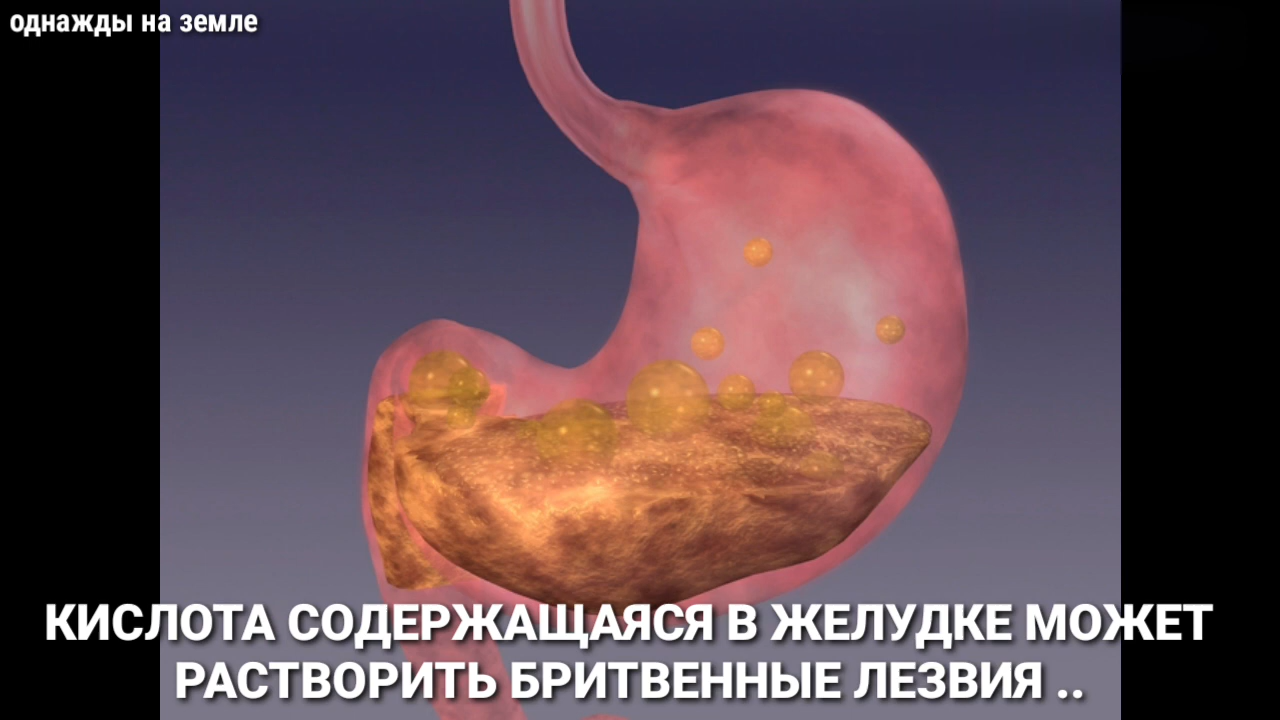 однажды на земле
КИСЛОТА СОДЕРЖАЩАЯСЯ В ЖЕЛУДКЕ МОЖЕТ
РАСТВОРИТЬ БРИТВЕННЫЕ ЛЕЗВИЯ ..